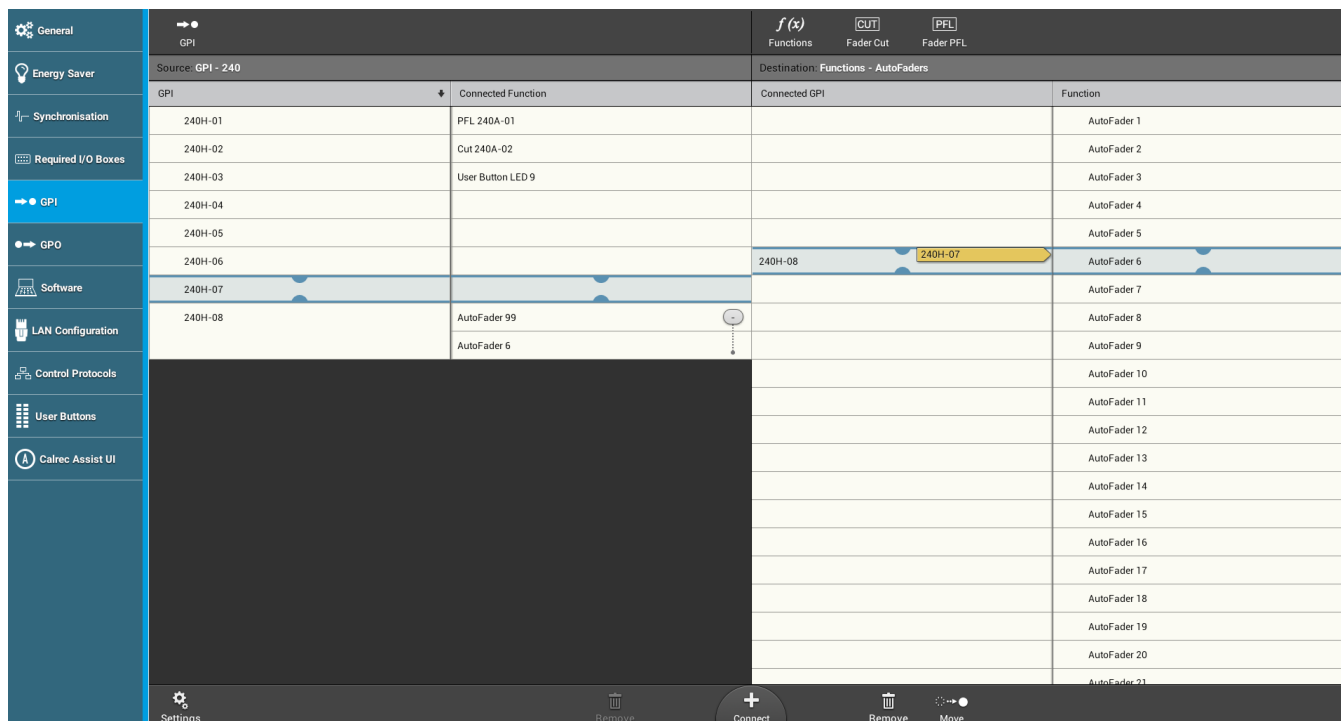 General
Energy Saver
Synchronisation
Required I/O Boxes
GPI
GPO
Software
LAN Configuration
Control Protocols
User Buttons
A Calrec Assist UI
GPI
Source: GPI - 240
GPI Connected Function
240H-01 PFL 240A-01
240H-02 Cut 240A-02
240H-03 User Button LED 9
240H-04
240H-05
240H-06
240H-07
240H-08 AutoFader 99 -
AutoFader 6
f(x) CUT PFL
Functions Fader Cut Fader PFL
Destination: Functions - AutoFaders
Connected GPI Function
AutoFader 1
AutoFader 2
AutoFader 3
AutoFader 4
AutoFader 5
240H-08 240H-07 AutoFader 6
AutoFader 7
AutoFader 8
AutoFader 9
AutoFader 10
AutoFader 11
AutoFader 12
AutoFader 13
AutoFader 14
AutoFader 15
AutoFader 16
AutoFader 17
AutoFader 18
AutoFader 19
AutoFader 20
AutoFader 21
Settings Remove Connect Remove Move